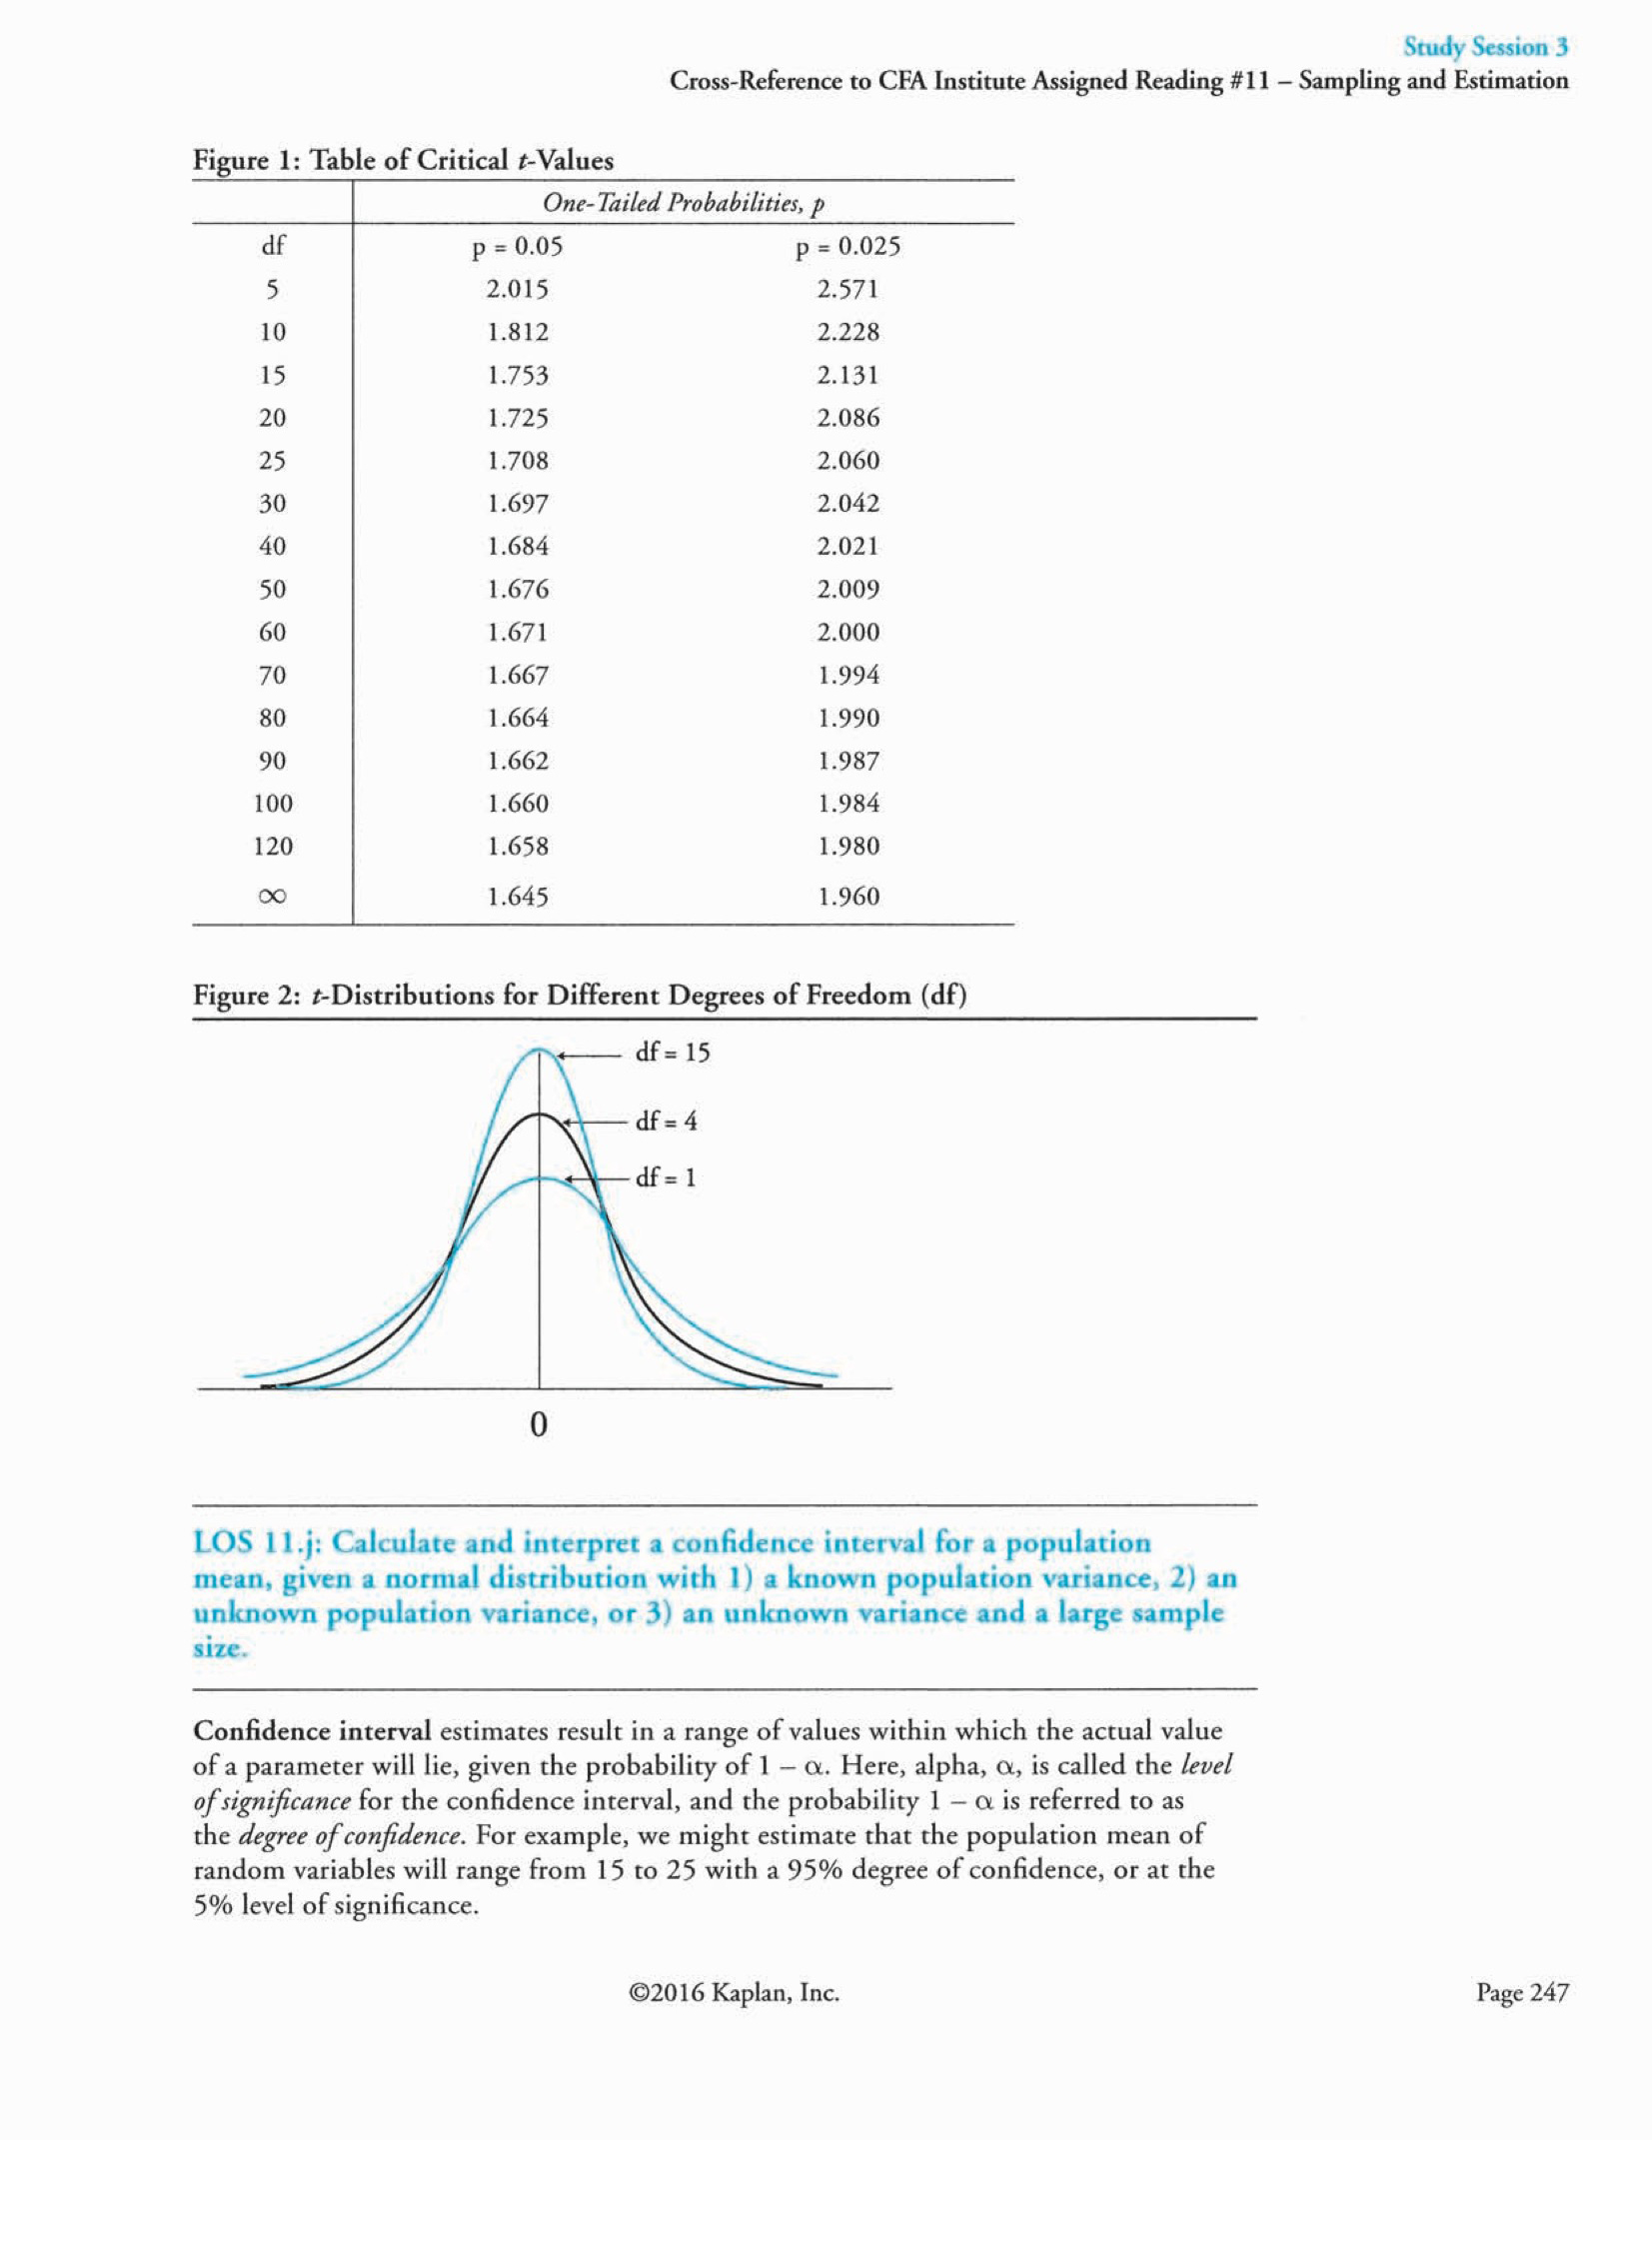 Study Session 3
Cross-Reference to CFA Institute Assigned Reading #11 – Sampling and Estimation
Figure 1: Table of Critical t-Values
One-Tailed Probabilities, p
df p = 0.05 p = 0.025
5 2.015 2.571
10 1.812 2.228
15 1.753 2.131
20 1.725 2.086
25 1.708 2.060
30 1.697 2.042
40 1.684 2.021
50 1.676 2.009
60 1.671 2.000
70 1.667 1.994
80 1.664 1.990
90 1.662 1.987
100 1.660 1.984
120 1.658 1.980
∞ 1.645 1.960
Figure 2: t-Distributions for Different Degrees of Freedom (df)
df = 15
df = 4
df = 1
0
LOS 11.j: Calculate and interpret a confidence interval for a population
mean, given a normal distribution with 1) a known population variance, 2) an
unknown population variance, or 3) an unknown variance and a large sample
size.
Confidence interval estimates result in a range of values within which the actual value
of a parameter will lie, given the probability of 1 – α. Here, alpha, α, is called the level
of significance for the confidence interval, and the probability 1 – α is referred to as
the degree of confidence. For example, we might estimate that the population mean of
random variables will range from 15 to 25 with a 95% degree of confidence, or at the
5% level of significance.
©2016 Kaplan, Inc.
Page 247